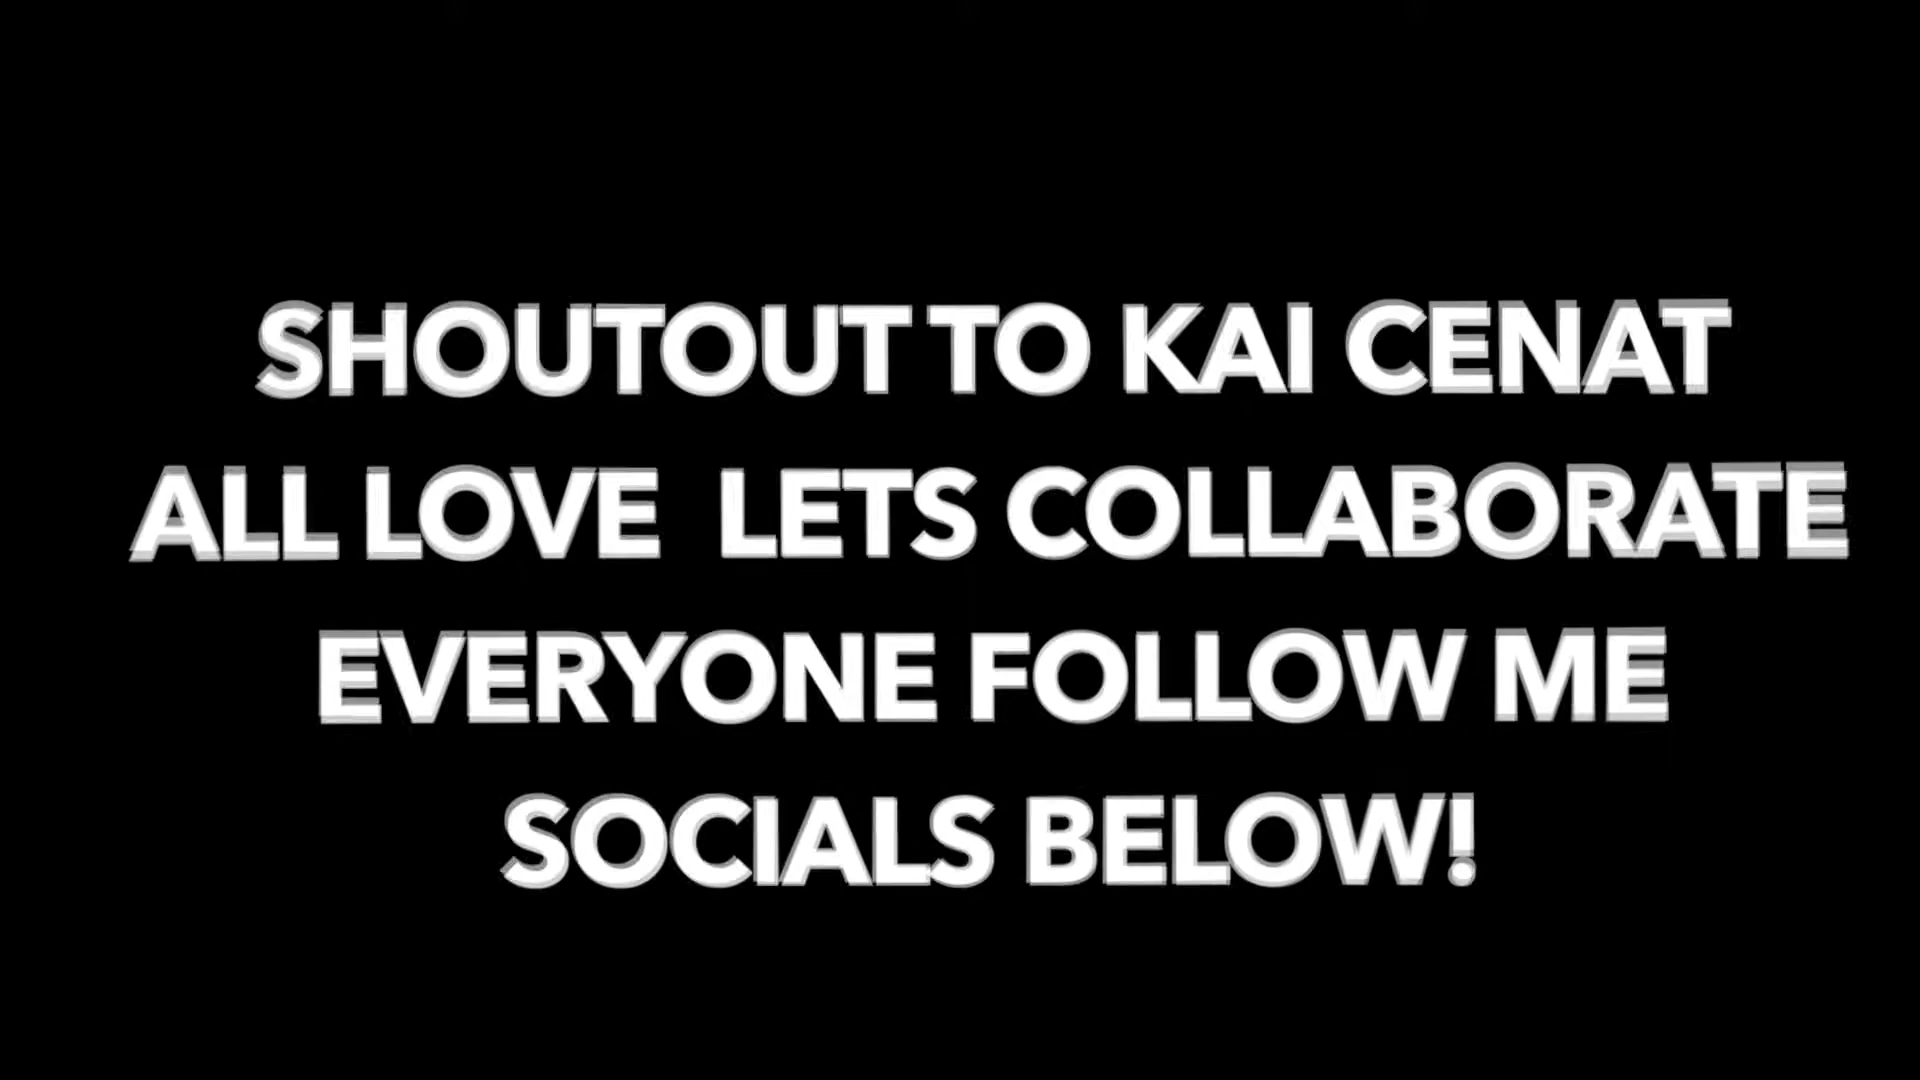 SHOUTOUT TO KAI CENAT
ALL LOVE  LETS COLLABORATE
EVERYONE FOLLOW ME
SOCIALS BELOW!